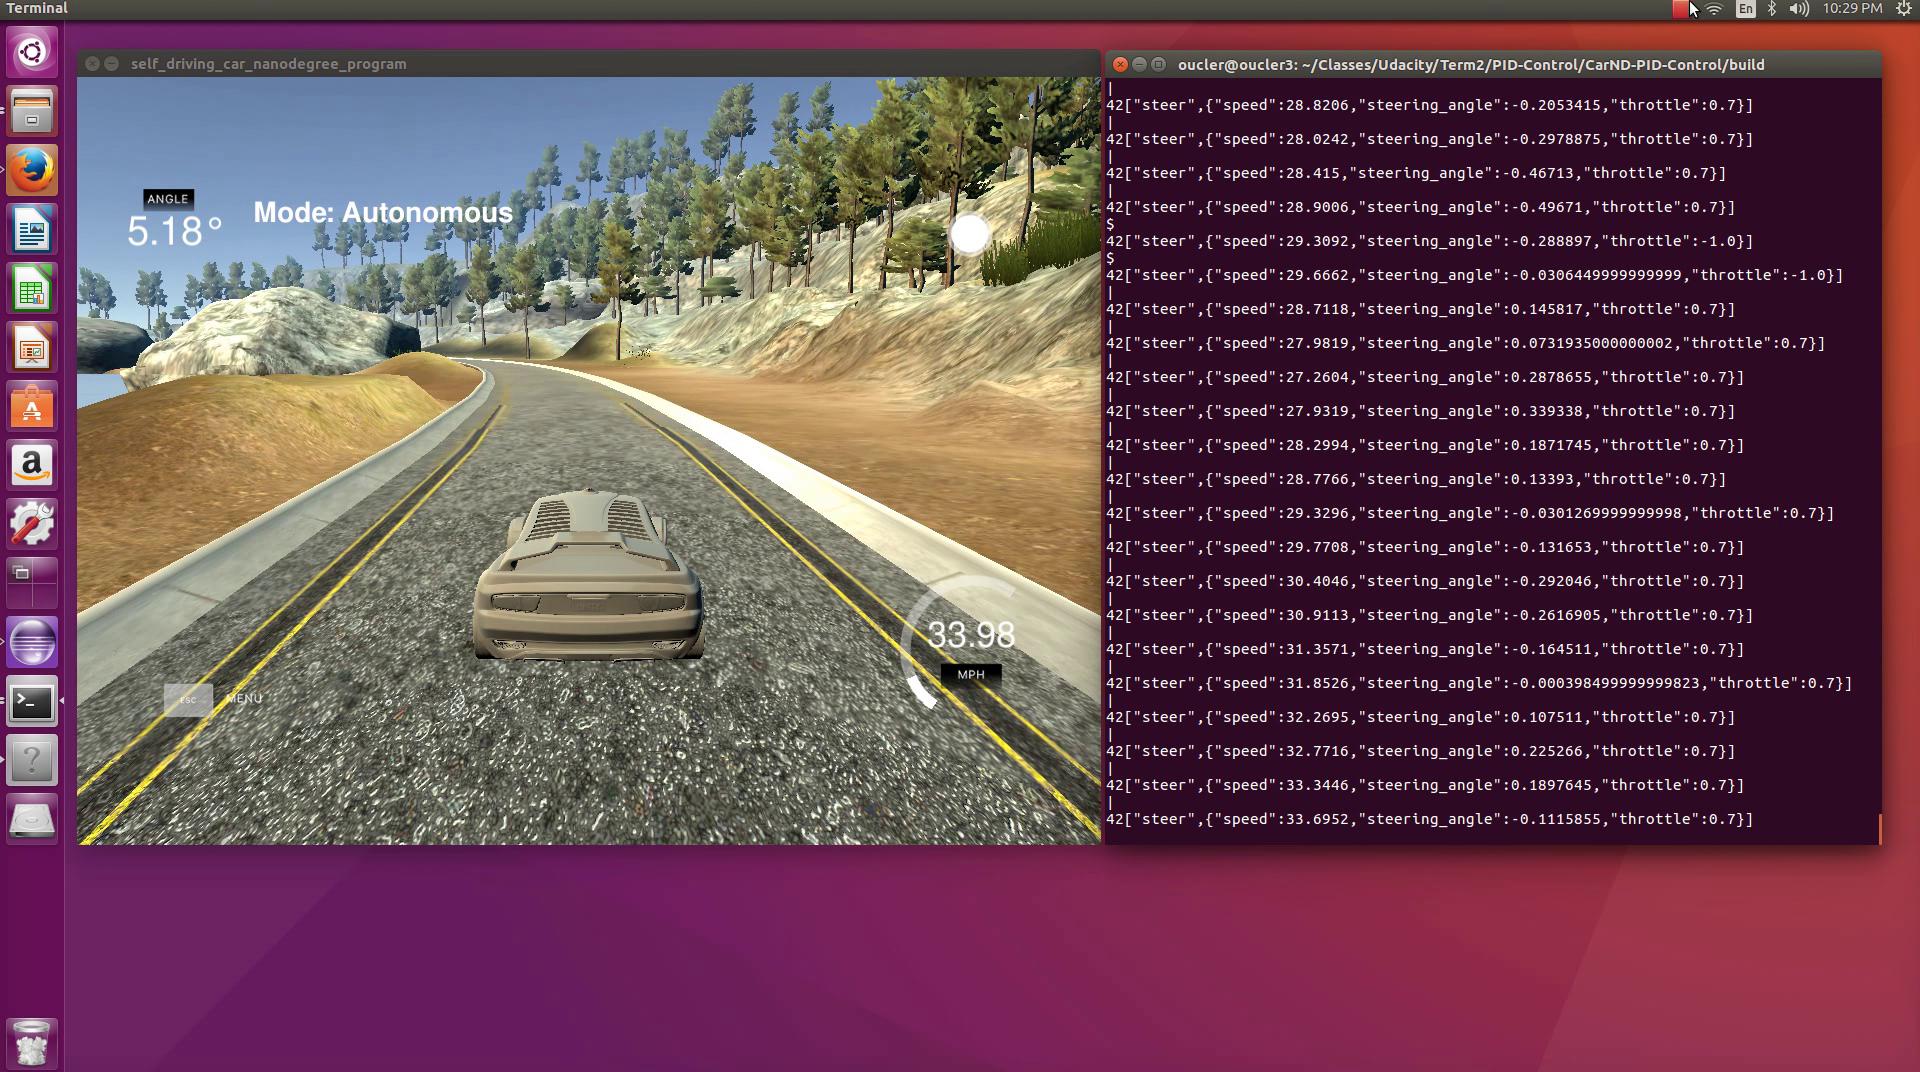 Terminal
En
10:29 PM
self_driving_car_nanodegree_program
ANGLE
5.18°
Mode: Autonomous
33.98
MPH
ESC
MENU
oucler@oucler3: ~/Classes/Udacity/Term2/PID-Control/CarND-PID-Control/build
|
42["steer",{"speed":28.8206,"steering_angle":-0.2053415,"throttle":0.7}]
|
42["steer",{"speed":28.0242,"steering_angle":-0.2978875,"throttle":0.7}]
|
42["steer",{"speed":28.415,"steering_angle":-0.46713,"throttle":0.7}]
|
42["steer",{"speed":28.9006,"steering_angle":-0.49671,"throttle":0.7}]
$
42["steer",{"speed":29.3092,"steering_angle":-0.288897,"throttle":-1.0}]
$
42["steer",{"speed":29.6662,"steering_angle":-0.0306449999999999,"throttle":-1.0}]
|
42["steer",{"speed":28.7118,"steering_angle":0.145817,"throttle":0.7}]
|
42["steer",{"speed":27.9819,"steering_angle":0.0731935000000002,"throttle":0.7}]
|
42["steer",{"speed":27.2604,"steering_angle":0.2878655,"throttle":0.7}]
|
42["steer",{"speed":27.9319,"steering_angle":0.339338,"throttle":0.7}]
|
42["steer",{"speed":28.2994,"steering_angle":0.1871745,"throttle":0.7}]
|
42["steer",{"speed":28.7766,"steering_angle":0.13393,"throttle":0.7}]
|
42["steer",{"speed":29.3296,"steering_angle":-0.0301269999999998,"throttle":0.7}]
|
42["steer",{"speed":29.7708,"steering_angle":-0.131653,"throttle":0.7}]
|
42["steer",{"speed":30.4046,"steering_angle":-0.292046,"throttle":0.7}]
|
42["steer",{"speed":30.9113,"steering_angle":-0.2616905,"throttle":0.7}]
|
42["steer",{"speed":31.3571,"steering_angle":-0.164511,"throttle":0.7}]
|
42["steer",{"speed":31.8526,"steering_angle":-0.000398499999999823,"throttle":0.7}]
|
42["steer",{"speed":32.2695,"steering_angle":0.107511,"throttle":0.7}]
|
42["steer",{"speed":32.7716,"steering_angle":0.225266,"throttle":0.7}]
|
42["steer",{"speed":33.3446,"steering_angle":0.1897645,"throttle":0.7}]
|
42["steer",{"speed":33.6952,"steering_angle":-0.1115855,"throttle":0.7}]